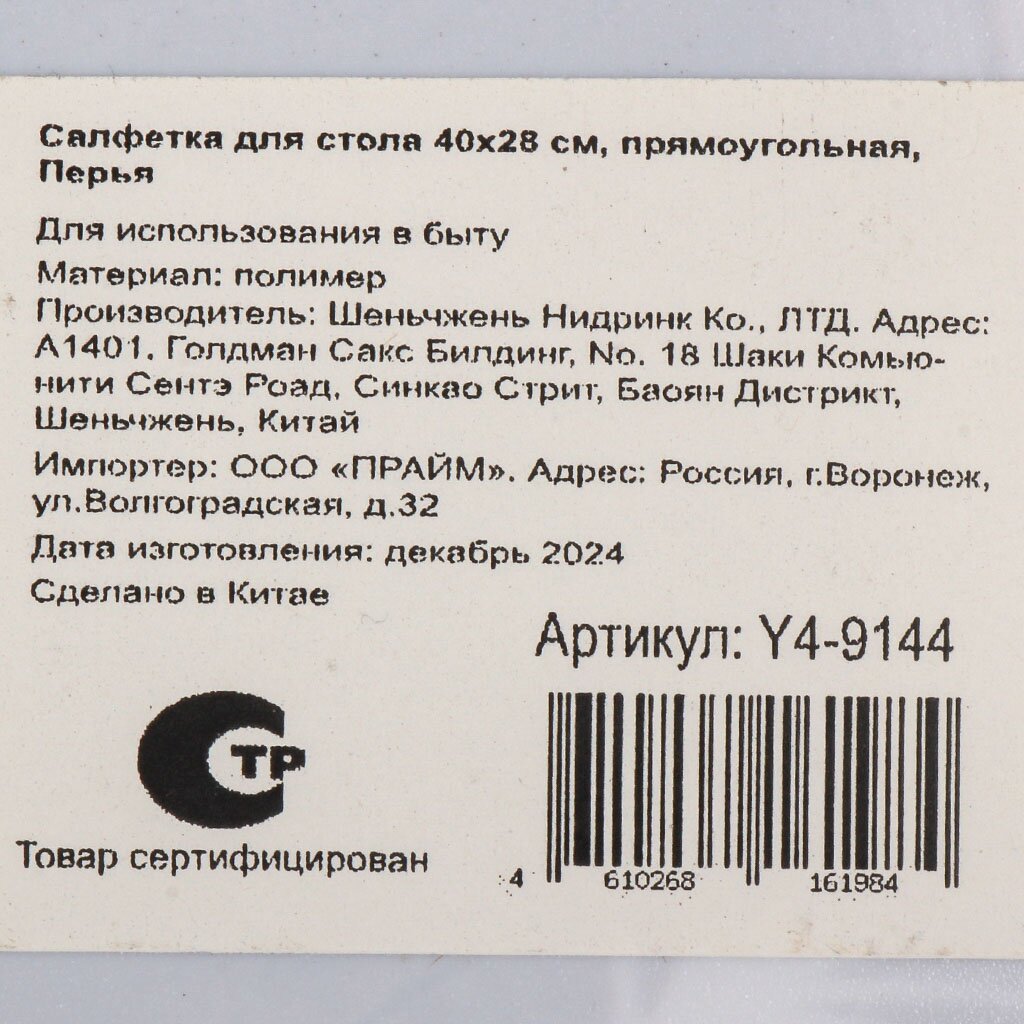 Салфетка для стола 40х28 см, прямоугольная,
Перья
Для использования в быту
Материал: полимер
Производитель: Шеньчжень Нидринк Ко., ЛТД. Адрес:
А1401, Голдман Сакс Билдинг, No. 18 Шаки Комью-
нити Сентэ Роад, Синкао Стрит, Баоян Дистрикт,
Шеньчжень, Китай
Импортер: ООО «ПРАЙМ». Адрес: Россия, г.Воронеж,
ул.Волгоградская, д.32
Дата изготовления: декабрь 2024
Сделано в Китае
Артикул: Y4-9144
СТР
Товар сертифицирован
4 610268 161984